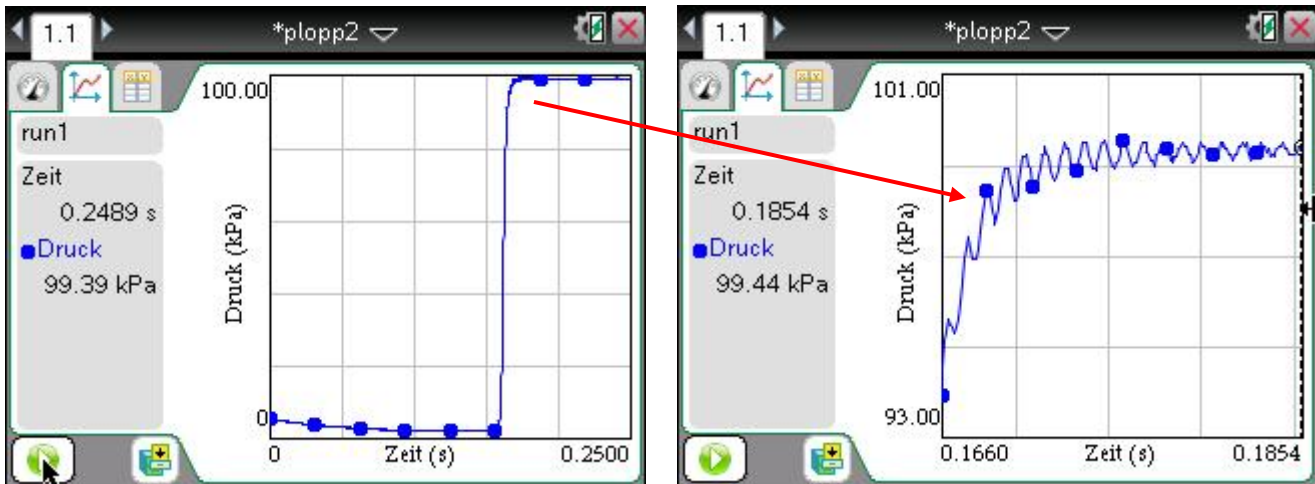 1.1
*plopp2
run1
Zeit
0.2489 s
Druck
99.39 kPa
100.00
Druck (kPa)
0
0
Zeit (s)
0.2500
1.1
*plopp2
run1
Zeit
0.1854 s
Druck
99.44 kPa
101.00
Druck (kPa)
93.00
0.1660
Zeit (s)
0.1854